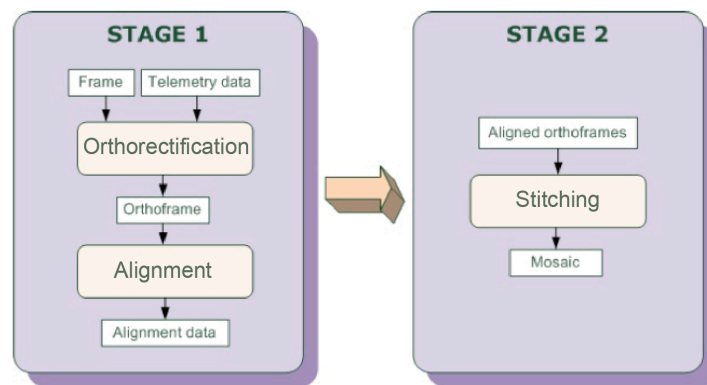 STAGE 1
Frame
Telemetry data
Orthorectification
Orthoframe
Alignment
Alignment data
STAGE 2
Aligned orthoframes
Stitching
Mosaic